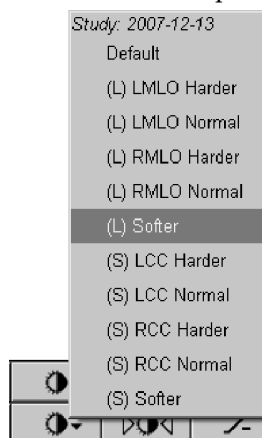 Study: 2007-12-13
Default
(L) LMLO Harder
(L) LMLO Normal
(L) RMLO Harder
(L) RMLO Normal
(L) Softer
(S) LCC Harder
(S) LCC Normal
(S) RCC Harder
(S) RCC Normal
(S) Softer